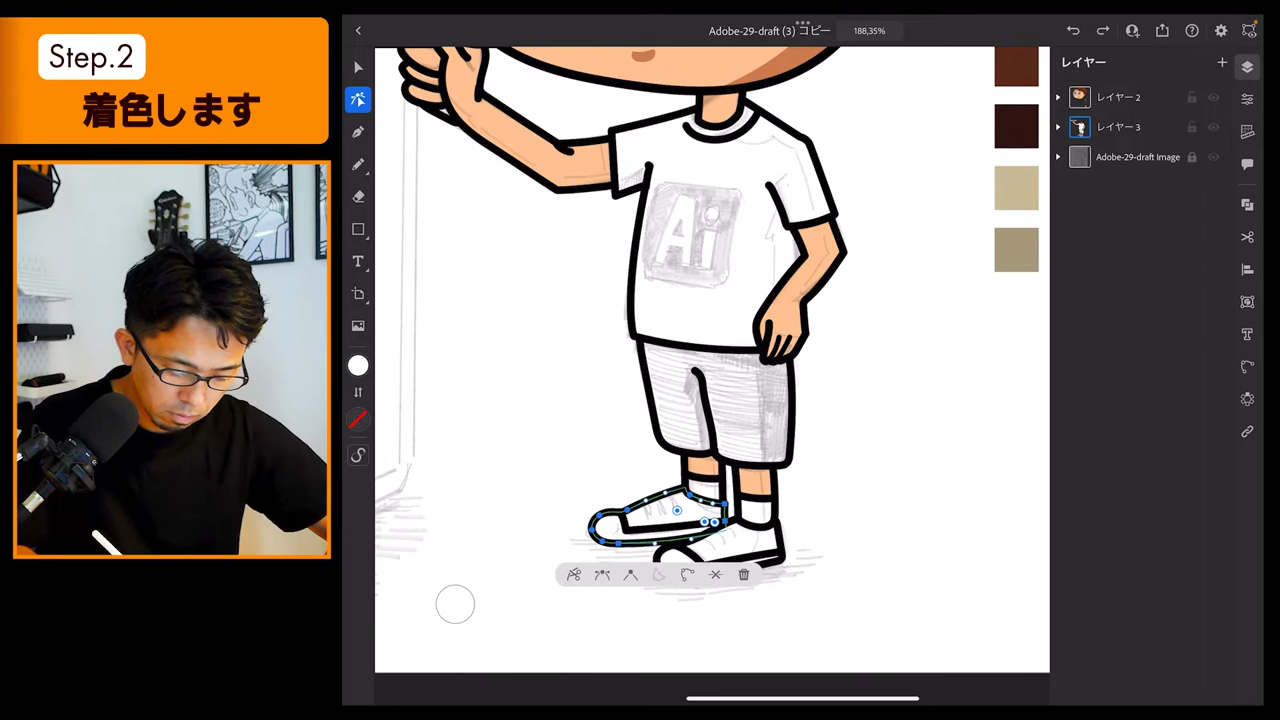 Step.2
着色します
Adobe-29-draft (3) コピー
188,35%
レイヤー
レイヤー 2
レイヤー 3
Adobe-29-draft Image
Ai